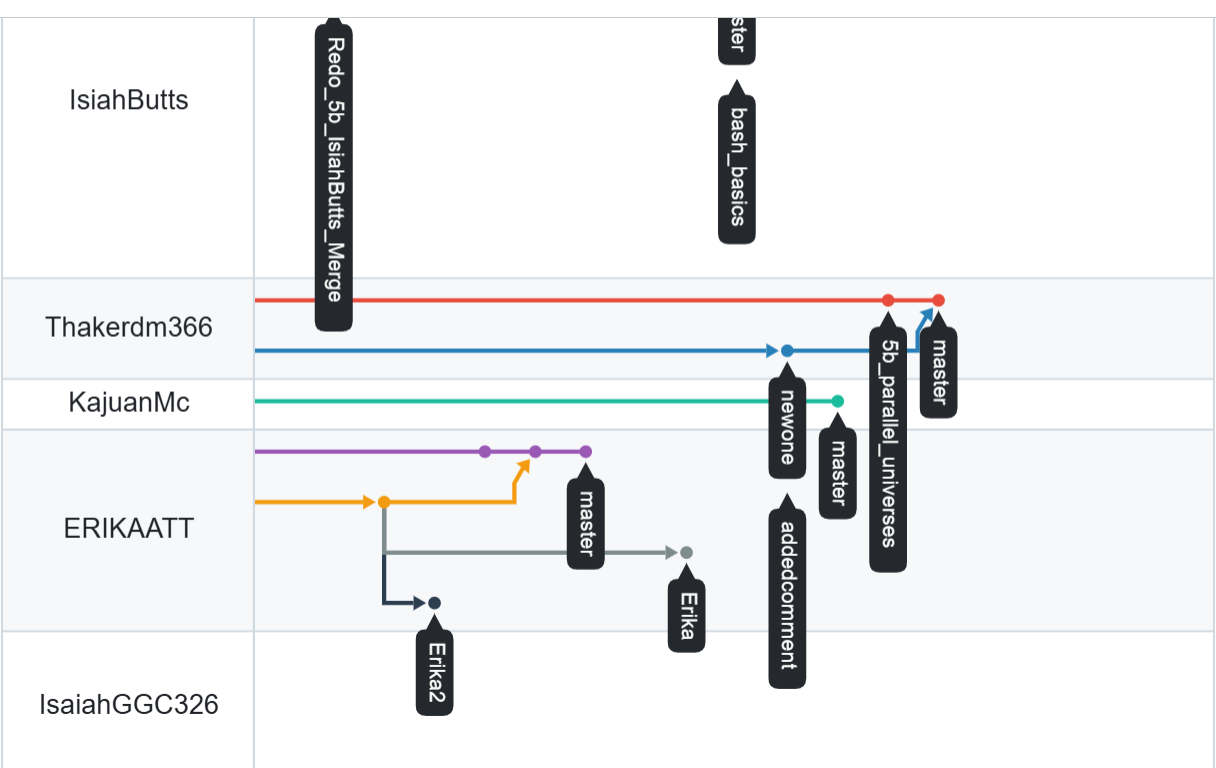 IsiahButts
Redo_5b_IsiahButts_Merge
ster
bash_basics
Thakerdm366
5b_parallel_universes
master
newone
addedcomment
KajuanMc
master
ERIKAATT
master
Erika
Erika2
IsaiahGGC326